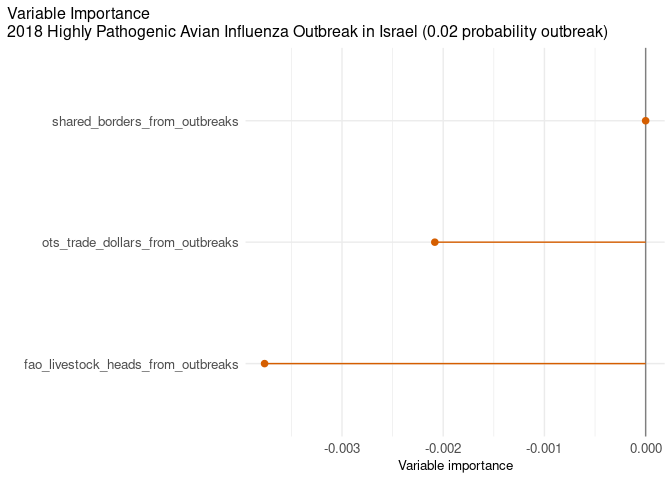 Variable Importance
2018 Highly Pathogenic Avian Influenza Outbreak in Israel (0.02 probability outbreak)
shared_borders_from_outbreaks
ots_trade_dollars_from_outbreaks
fao_livestock_heads_from_outbreaks
-0.003 -0.002 -0.001 0.000
Variable importance